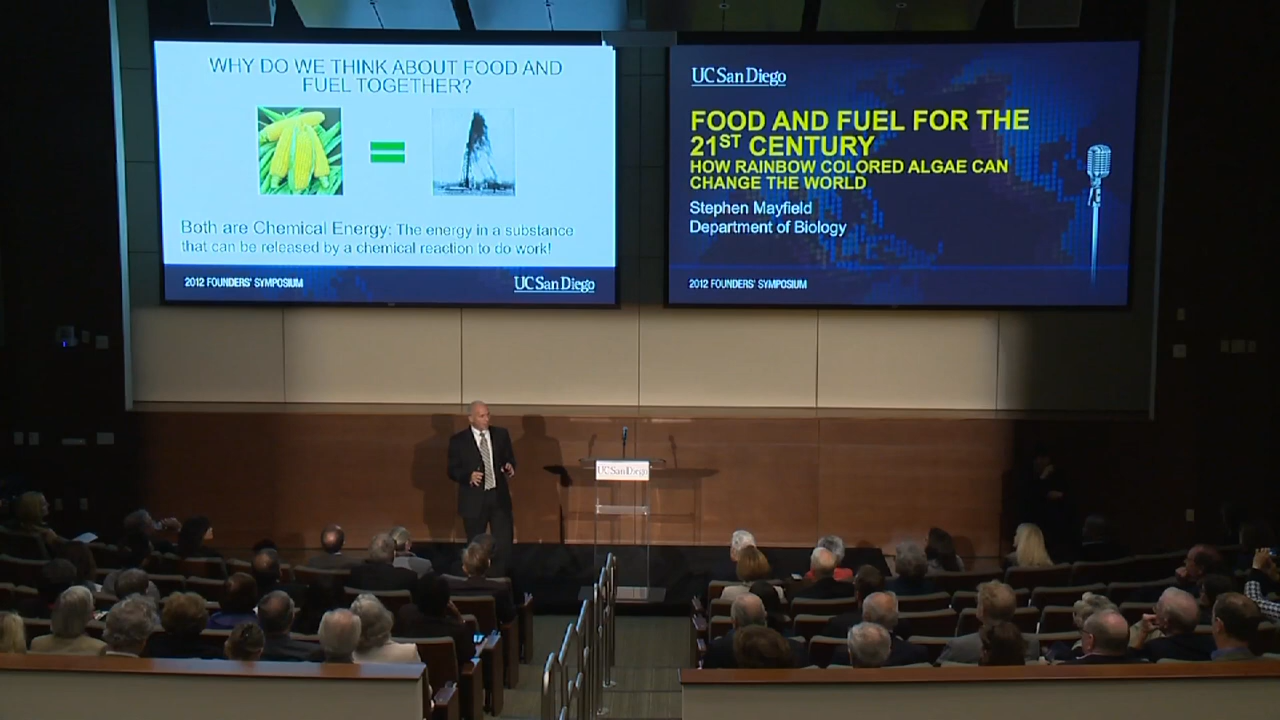 WHY DO WE THINK ABOUT FOOD AND
FUEL TOGETHER?
Both are Chemical Energy: The energy in a substance
that can be released by a chemical reaction to do work!
2012 FOUNDERS' SYMPOSIUM
UC San Diego
UC San Diego
FOOD AND FUEL FOR THE
21ST CENTURY
HOW RAINBOW COLORED ALGAE CAN
CHANGE THE WORLD
Stephen Mayfield
Department of Biology
2012 FOUNDERS' SYMPOSIUM
UC San Diego